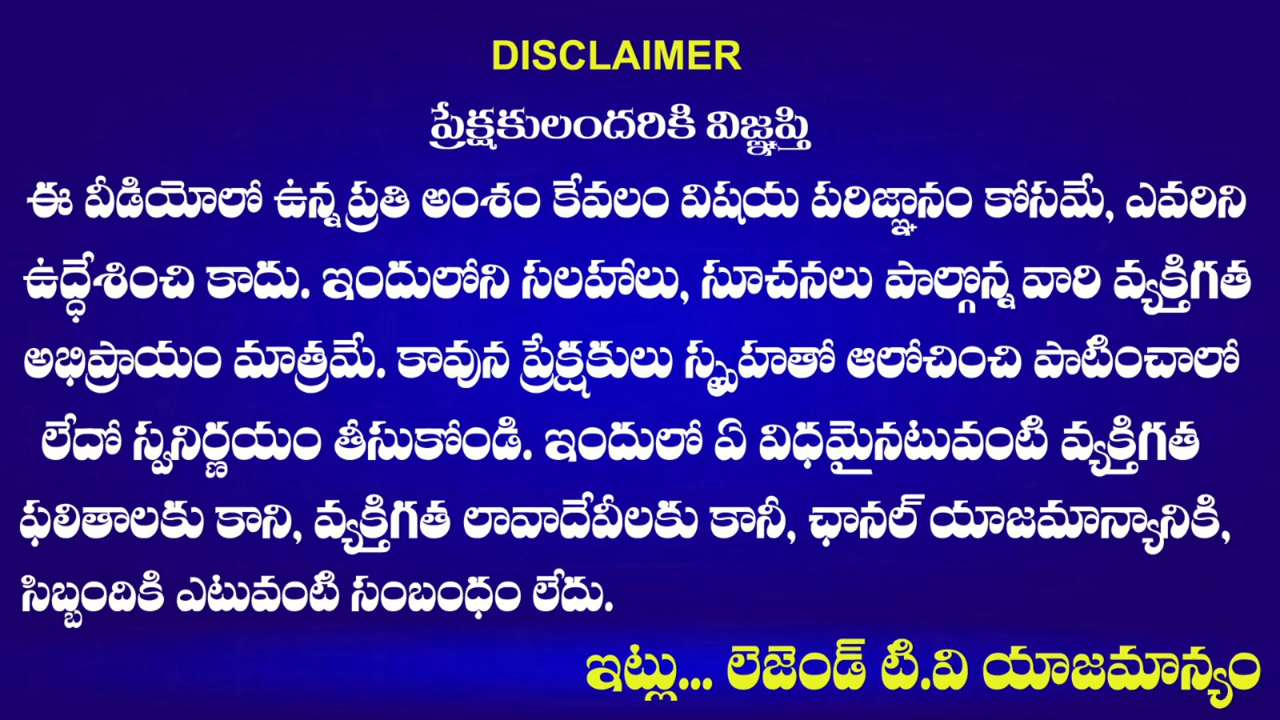 DISCLAIMER
ప్రేక్షకులందరికి విజ్ఞప్తి
ఈ వీడియోలో ఉన్న ప్రతి అంశం కేవలం విషయ పరిజ్ఞానం కోసమే, ఎవరిని
ఉద్ధేశించి కాదు. ఇందులోని సలహాలు, సూచనలు పాల్గొన్న వారి వ్యక్తిగత
అభిప్రాయం మాత్రమే. కావున ప్రేక్షకులు స్పృహతో ఆలోచించి పాటించాలో
లేదో స్వనిర్ణయం తీసుకోండి. ఇందులో ఏ విధమైనటువంటి వ్యక్తిగత
ఫలితాలకు కాని, వ్యక్తిగత లావాదేవీలకు కానీ, ఛానల్ యాజమాన్యానికి,
సిబ్బందికి ఎటువంటి సంబంధం లేదు.
ఇట్లు... లెజెండ్ టి.వి యాజమాన్యం